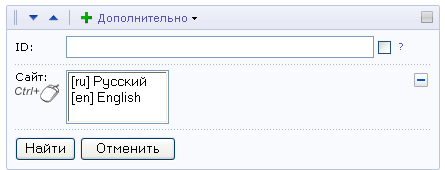 Дополнительно
ID: ?
Сайт: [ru] Русский
Ctrl+ [en] English
Найти Отменить